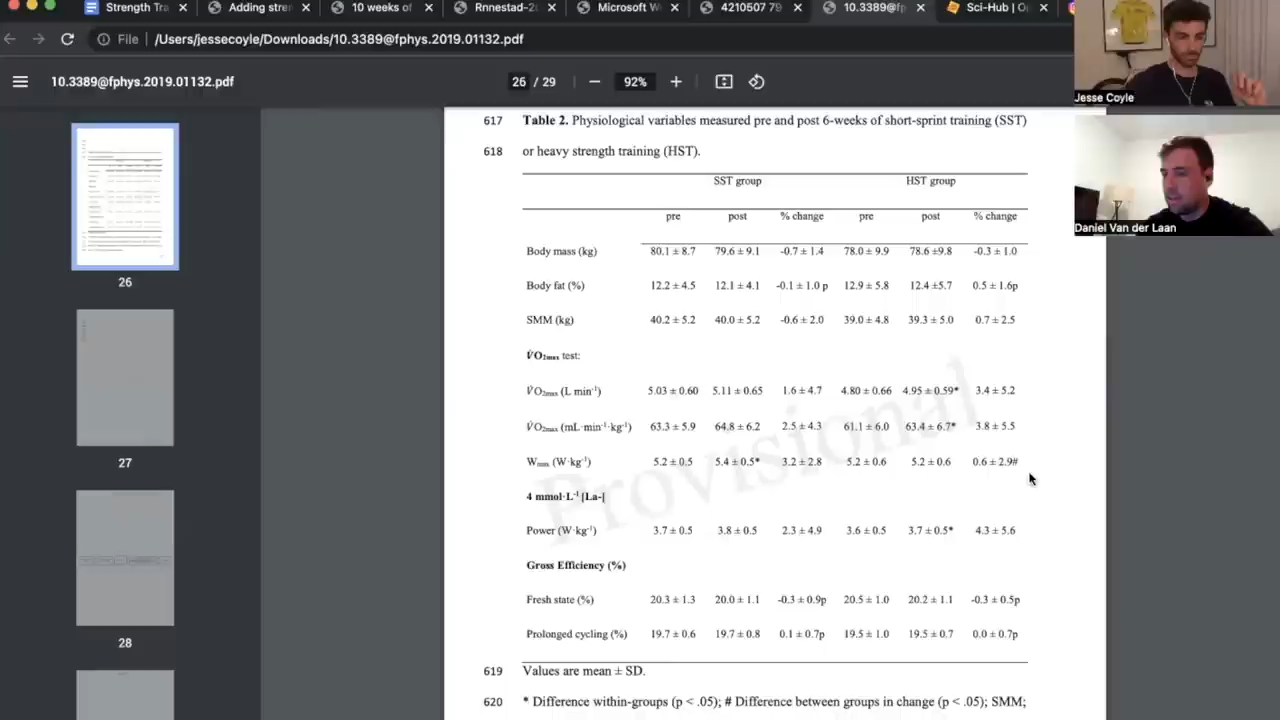 Strength Tra
Adding stren
10 weeks of
Rnnestad-2
Microsoft W
4210507 79
10.3389@fp
Sci-Hub | O
File | /Users/jessecoyle/Downloads/10.3389@fphys.2019.01132.pdf
10.3389@fphys.2019.01132.pdf
26 / 29
92%
Jesse Coyle
Daniel Van der Laan
26
27
28
617 Table 2. Physiological variables measured pre and post 6-weeks of short-sprint training (SST)
618 or heavy strength training (HST).
SST group HST group
pre post % change pre post % change
Body mass (kg) 80.1 ± 8.7 79.6 ± 9.1 -0.7 ± 1.4 78.0 ± 9.9 78.6 ±9.8 -0.3 ± 1.0
Body fat (%) 12.2 ± 4.5 12.1 ± 4.1 -0.1 ± 1.0 p 12.9 ± 5.8 12.4 ±5.7 0.5 ± 1.6p
SMM (kg) 40.2 ± 5.2 40.0 ± 5.2 -0.6 ± 2.0 39.0 ± 4.8 39.3 ± 5.0 0.7 ± 2.5
V̇O2max test:
V̇O2max (L min-1) 5.03 ± 0.60 5.11 ± 0.65 1.6 ± 4.7 4.80 ± 0.66 4.95 ± 0.59* 3.4 ± 5.2
V̇O2max (mL·min-1·kg-1) 63.3 ± 5.9 64.8 ± 6.2 2.5 ± 4.3 61.1 ± 6.0 63.4 ± 6.7* 3.8 ± 5.5
Wmax (W·kg-1) 5.2 ± 0.5 5.4 ± 0.5* 3.2 ± 2.8 5.2 ± 0.6 5.2 ± 0.6 0.6 ± 2.9#
4 mmol·L-1 [La-[
Power (W·kg-1) 3.7 ± 0.5 3.8 ± 0.5 2.3 ± 4.9 3.6 ± 0.5 3.7 ± 0.5* 4.3 ± 5.6
Gross Efficiency (%)
Fresh state (%) 20.3 ± 1.3 20.0 ± 1.1 -0.3 ± 0.9p 20.5 ± 1.0 20.2 ± 1.1 -0.3 ± 0.5p
Prolonged cycling (%) 19.7 ± 0.6 19.7 ± 0.8 0.1 ± 0.7p 19.5 ± 1.0 19.5 ± 0.7 0.0 ± 0.7p
Provisional
619 Values are mean ± SD.
620 * Difference within-groups (p < .05); # Difference between groups in change (p < .05); SMM;